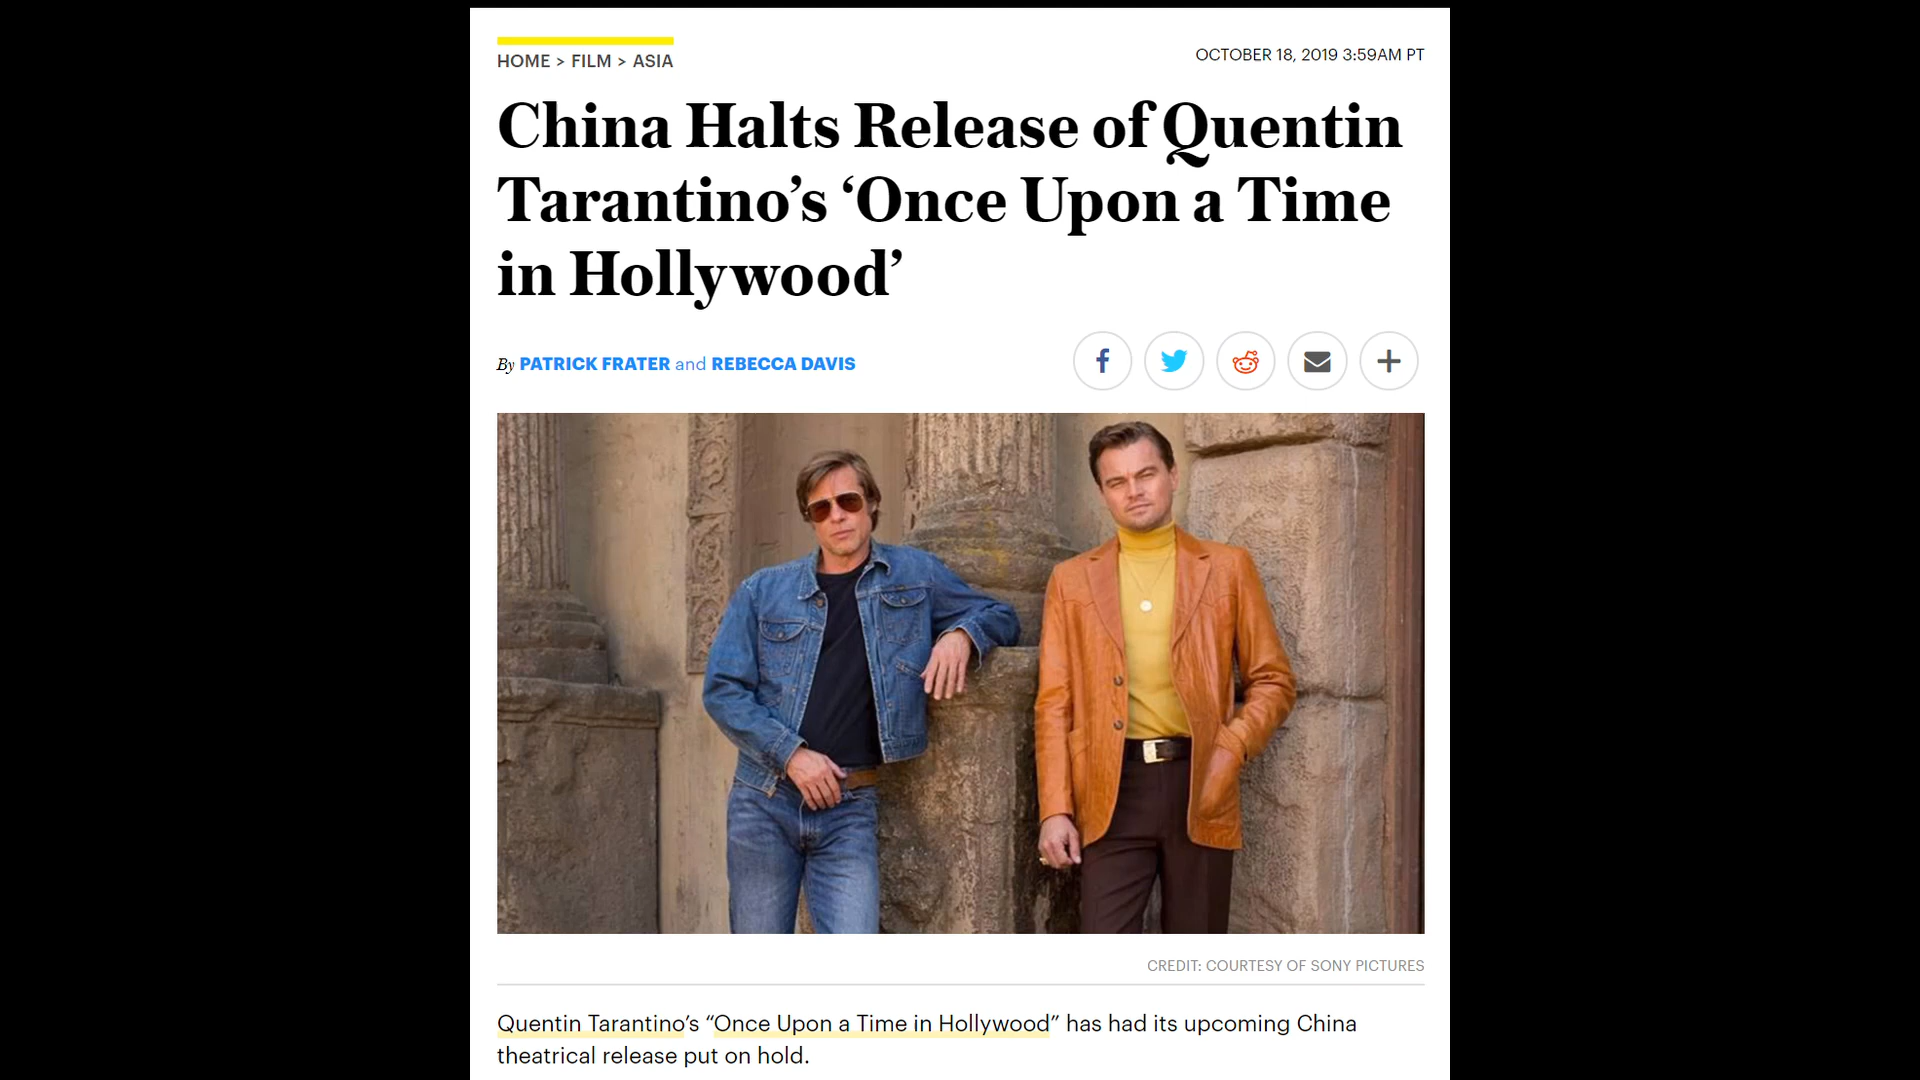 HOME > FILM > ASIA
OCTOBER 18, 2019 3:59AM PT
China Halts Release of Quentin
Tarantino’s ‘Once Upon a Time
in Hollywood’
By PATRICK FRATER and REBECCA DAVIS
CREDIT: COURTESY OF SONY PICTURES
Quentin Tarantino’s “Once Upon a Time in Hollywood” has had its upcoming China
theatrical release put on hold.